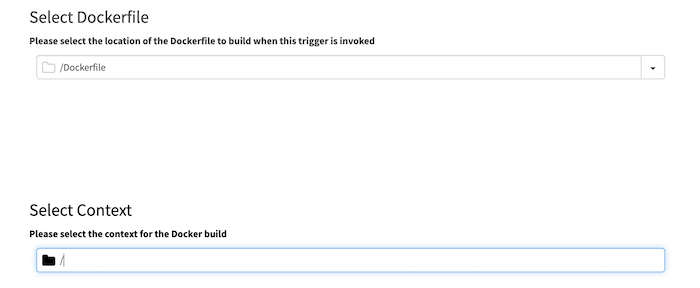 Select Dockerfile
Please select the location of the Dockerfile to build when this trigger is invoked
/Dockerfile
Select Context
Please select the context for the Docker build
/